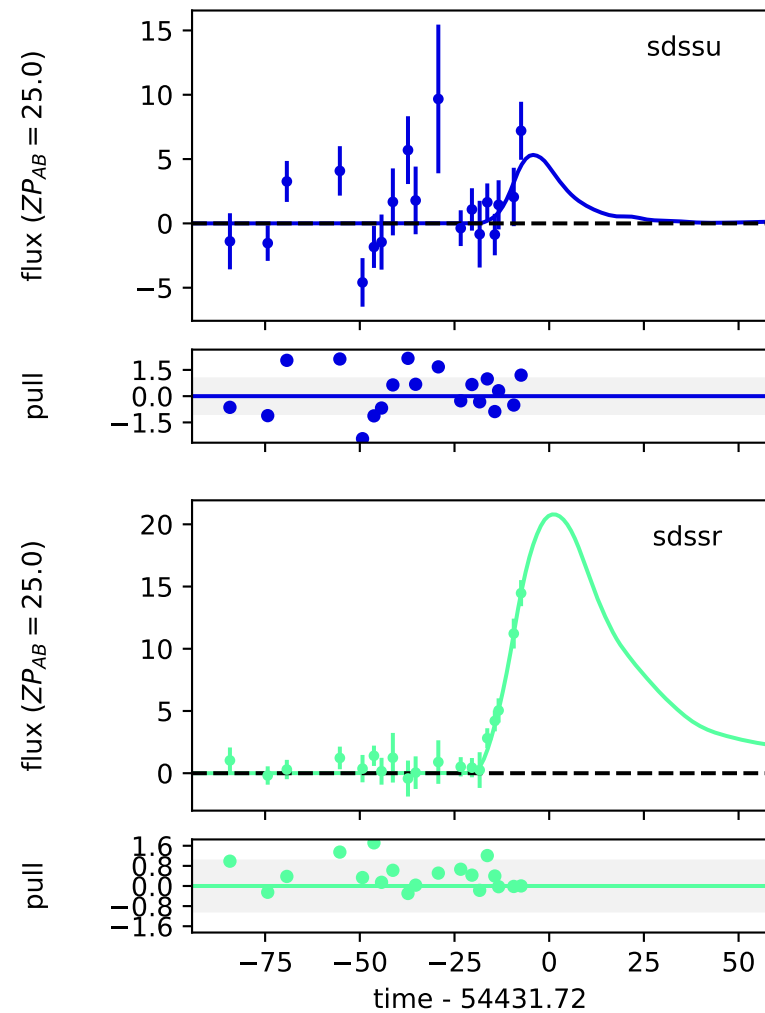 flux (ZP_AB = 25.0)
sdssu
15
10
5
0
−5
pull
1.5
0.0
−1.5
flux (ZP_AB = 25.0)
sdssr
20
15
10
5
0
pull
1.6
0.8
0.0
−0.8
−1.6
−75 −50 −25 0 25 50
time - 54431.72